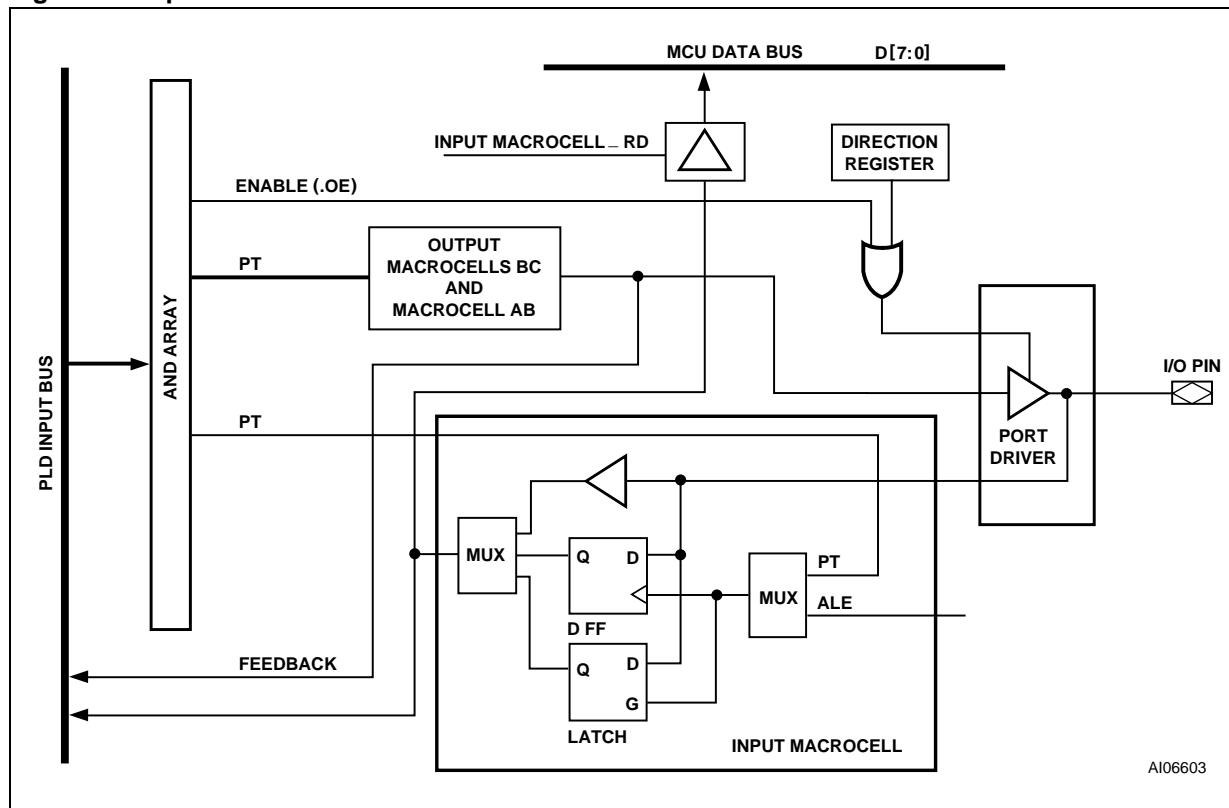 MCU DATA BUS D[7:0]
INPUT MACROCELL_ RD
DIRECTION
REGISTER
ENABLE (.OE)
PT
OUTPUT
MACROCELLS BC
AND
MACROCELL AB
AND ARRAY
PLD INPUT BUS
I/O PIN
PORT
DRIVER
PT
MUX
Q D
D FF
MUX
PT
ALE
Q D
G
LATCH
FEEDBACK
INPUT MACROCELL
AI06603